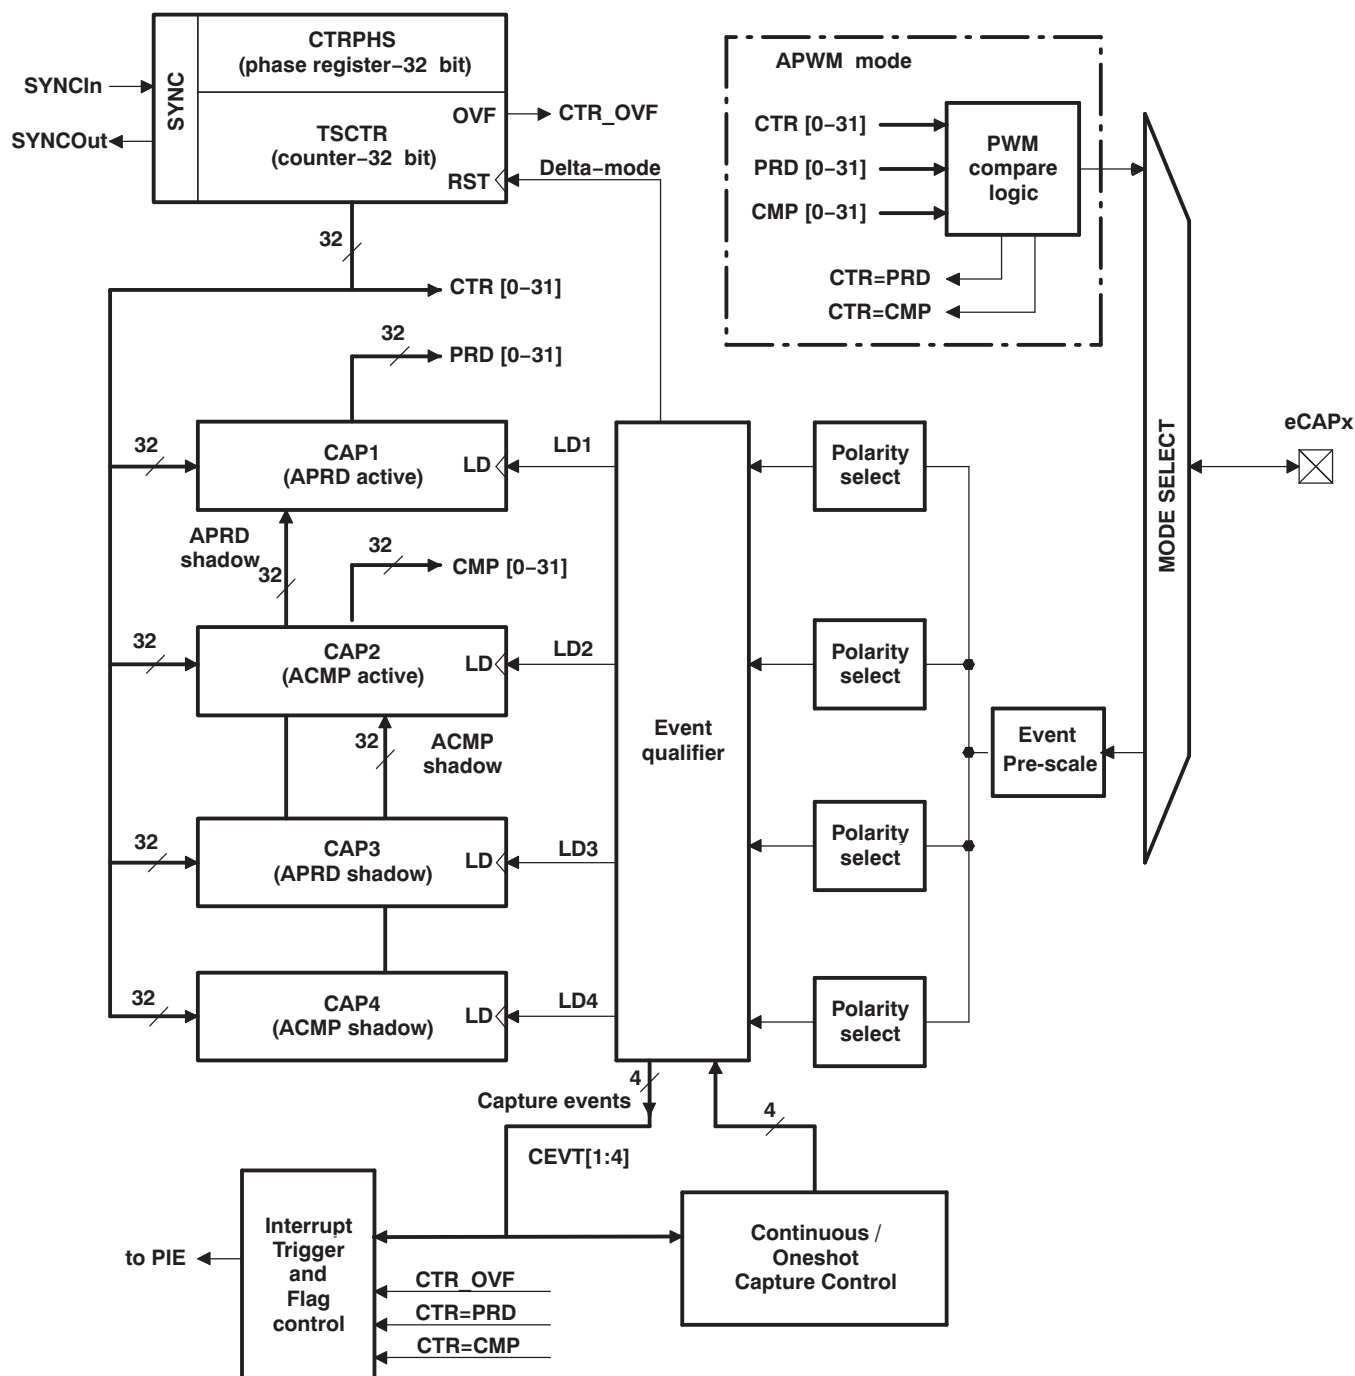 CTRPHS
(phase register−32 bit)
SYNC
SYNCIn
SYNCOut
OVF
CTR_OVF
TSCTR
(counter−32 bit)
RST
Delta−mode
32
CTR [0−31]
32
PRD [0−31]
APWM mode
CTR [0−31]
PRD [0−31]
CMP [0−31]
PWM
compare
logic
CTR=PRD
CTR=CMP
MODE SELECT
eCAPx
32
CAP1
(APRD active)
LD
LD1
Polarity
select
APRD
shadow
32
32
CMP [0−31]
32
CAP2
(ACMP active)
LD
LD2
Polarity
select
32
ACMP
shadow
Event
qualifier
Event
Pre-scale
32
CAP3
(APRD shadow)
LD
LD3
Polarity
select
32
CAP4
(ACMP shadow)
LD
LD4
Polarity
select
4
Capture events
4
CEVT[1:4]
Interrupt
Trigger
and
Flag
control
to PIE
CTR_OVF
CTR=PRD
CTR=CMP
Continuous /
Oneshot
Capture Control